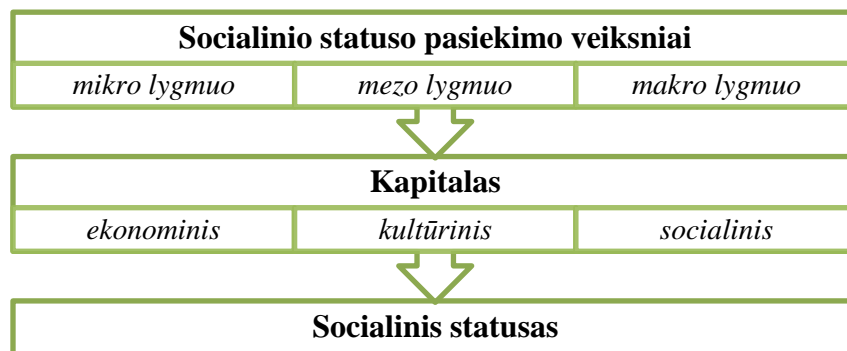 Socialinio statuso pasiekimo veiksniai
mikro lygmuo mezo lygmuo makro lygmuo
Kapitalas
ekonominis kultūrinis socialinis
Socialinis statusas